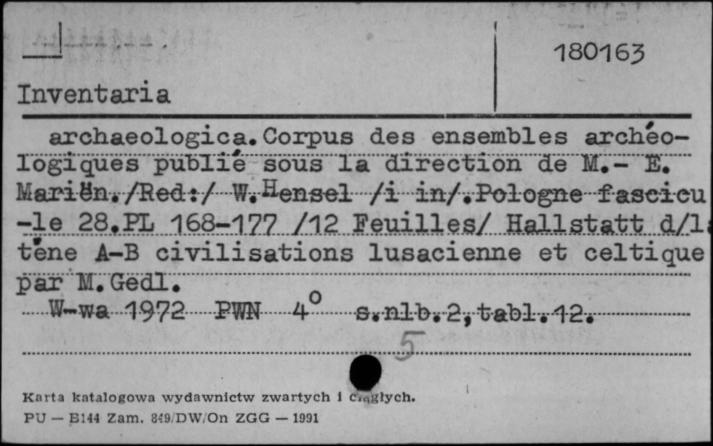 180163
Inventaria
archaeologica.Corpus des ensembles archéo-
logiques publié sous la direction de M.- E.
Mariën./Red:/ W.Hensel /i in/.Pologne fascicu
-le 28.PL 168-177 /12 Feuilles/ Hallstatt d/la
tène A-B civilisations lusacienne et celtique
par M.Gedl.
W-wa 1972 PWN 4° s.nlb.2,tabl.12.
5
Karta katalogowa wydawnictw zwartych i ciągłych.
PU — B144 Zam. 849/DW/On ZGG — 1991